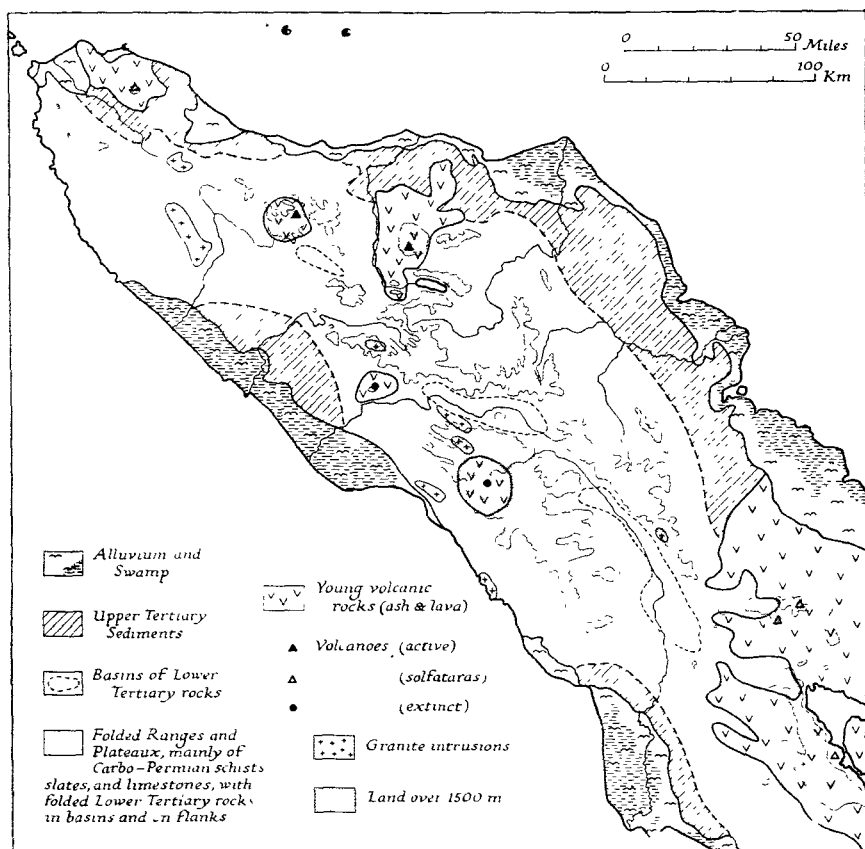 0 50 Miles
0 100 Km
Alluvium and
Swamp
Upper Tertiary
Sediments
Basins of Lower
Tertiary rocks
Folded Ranges and
Plateaux, mainly of
Carbo-Permian schists
slates, and limestones, with
folded Lower Tertiary rocks
in basins and on flanks
Young volcanic
rocks (ash & lava)
Volcanoes (active)
(solfataras)
(extinct)
Granite intrusions
Land over 1500 m